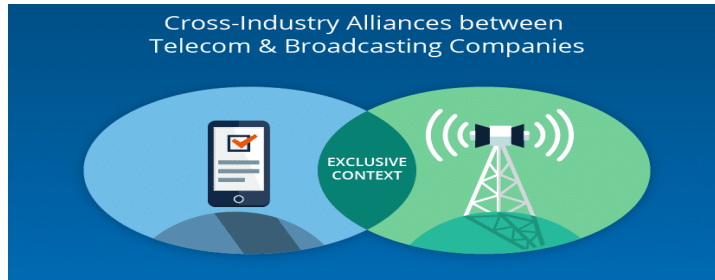 Cross-Industry Alliances between
Telecom & Broadcasting Companies
EXCLUSIVE
CONTEXT